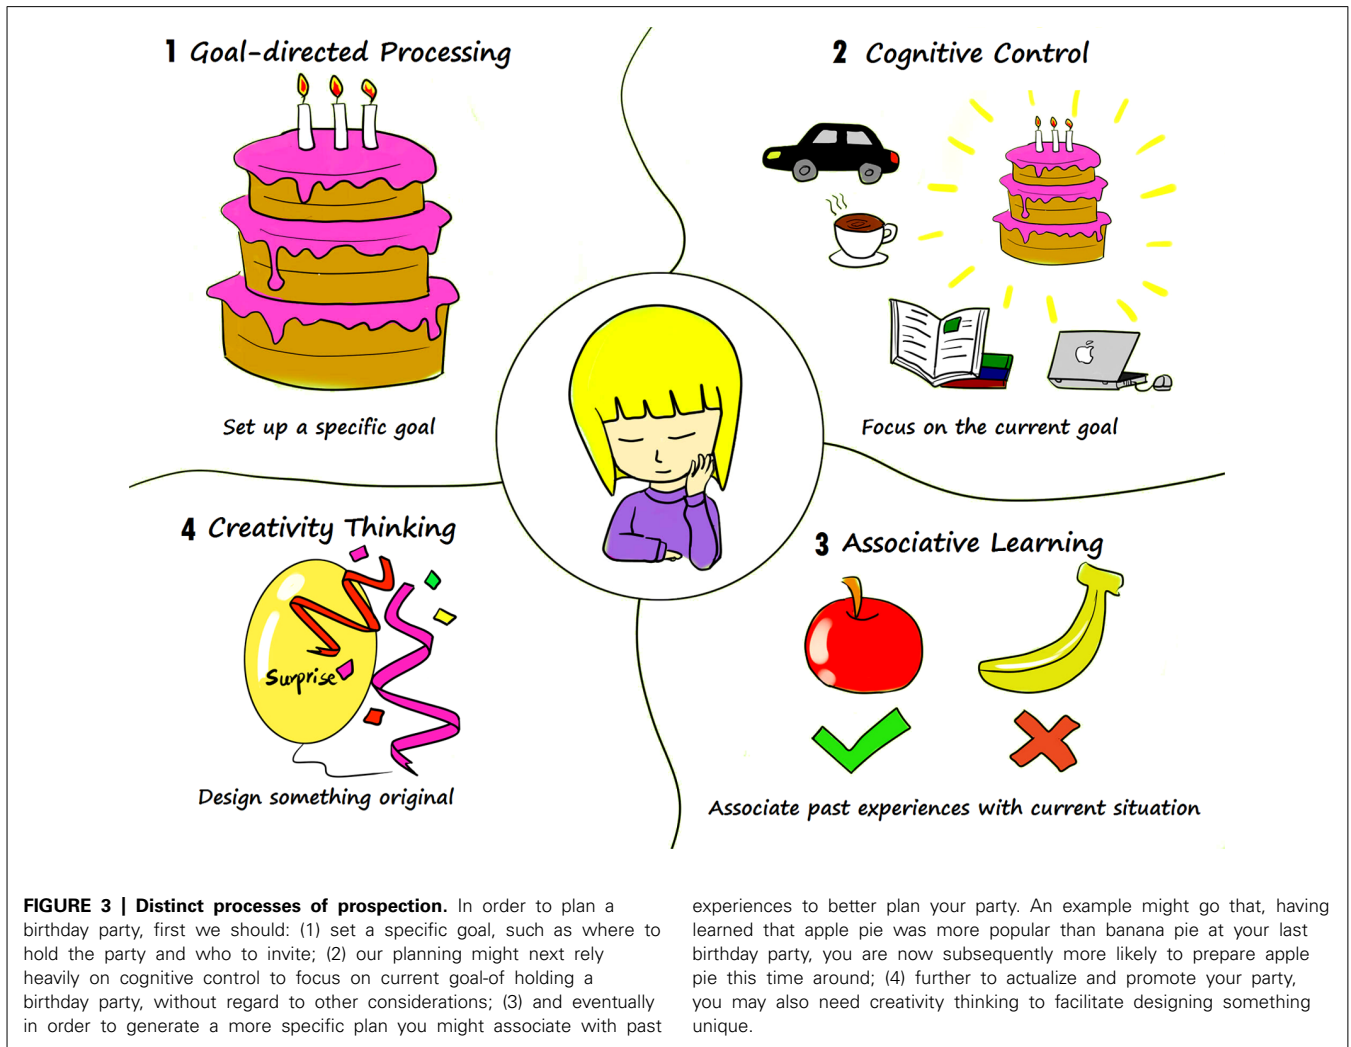 1 Goal-directed Processing
Set up a specific goal
2 Cognitive Control
Focus on the current goal
4 Creativity Thinking
Surprise
Design something original
3 Associative Learning
Associate past experiences with current situation
FIGURE 3 | Distinct processes of prospection. In order to plan a
birthday party, first we should: (1) set a specific goal, such as where to
hold the party and who to invite; (2) our planning might next rely
heavily on cognitive control to focus on current goal-of holding a
birthday party, without regard to other considerations; (3) and eventually
in order to generate a more specific plan you might associate with past
experiences to better plan your party. An example might go that, having
learned that apple pie was more popular than banana pie at your last
birthday party, you are now subsequently more likely to prepare apple
pie this time around; (4) further to actualize and promote your party,
you may also need creativity thinking to facilitate designing something
unique.